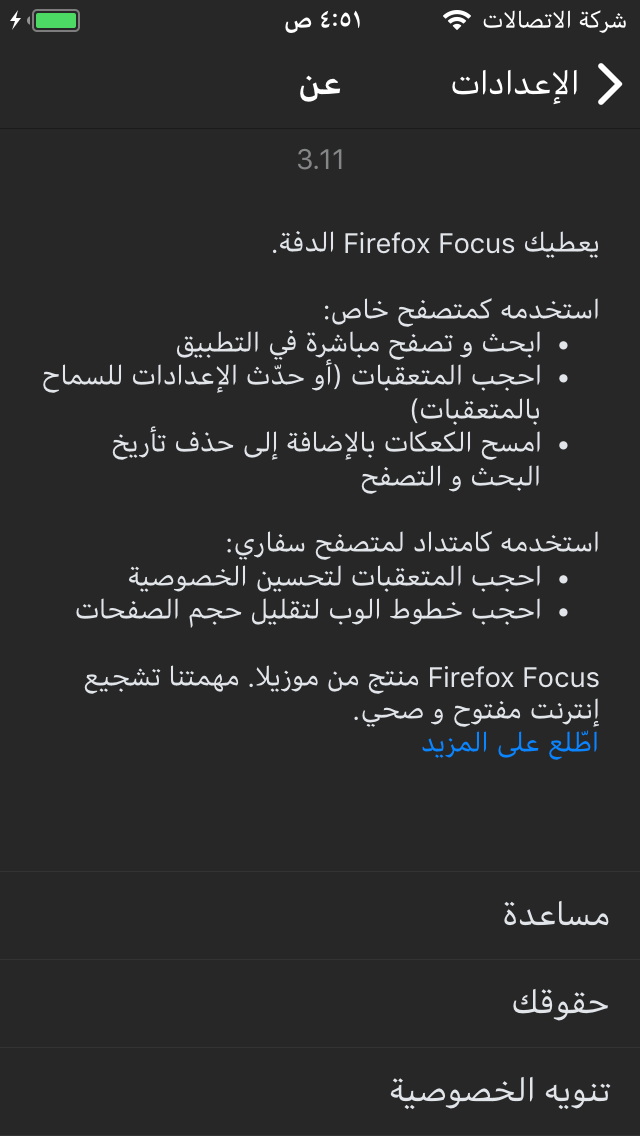 شركة الاتصالات ٤:٥١ ص
الإعدادات عن
3.11
يعطيك Firefox Focus الدفة.
استخدمه كمتصفح خاص:
• ابحث و تصفح مباشرة في التطبيق
• احجب المتعقبات (أو حدّث الإعدادات للسماح
بالمتعقبات)
• امسح الكعكات بالإضافة إلى حذف تأريخ
البحث و التصفح
استخدمه كامتداد لمتصفح سفاري:
• احجب المتعقبات لتحسين الخصوصية
• احجب خطوط الوب لتقليل حجم الصفحات
Firefox Focus منتج من موزيلا. مهمتنا تشجيع
إنترنت مفتوح و صحي.
اطّلع على المزيد
مساعدة
حقوقك
تنويه الخصوصية